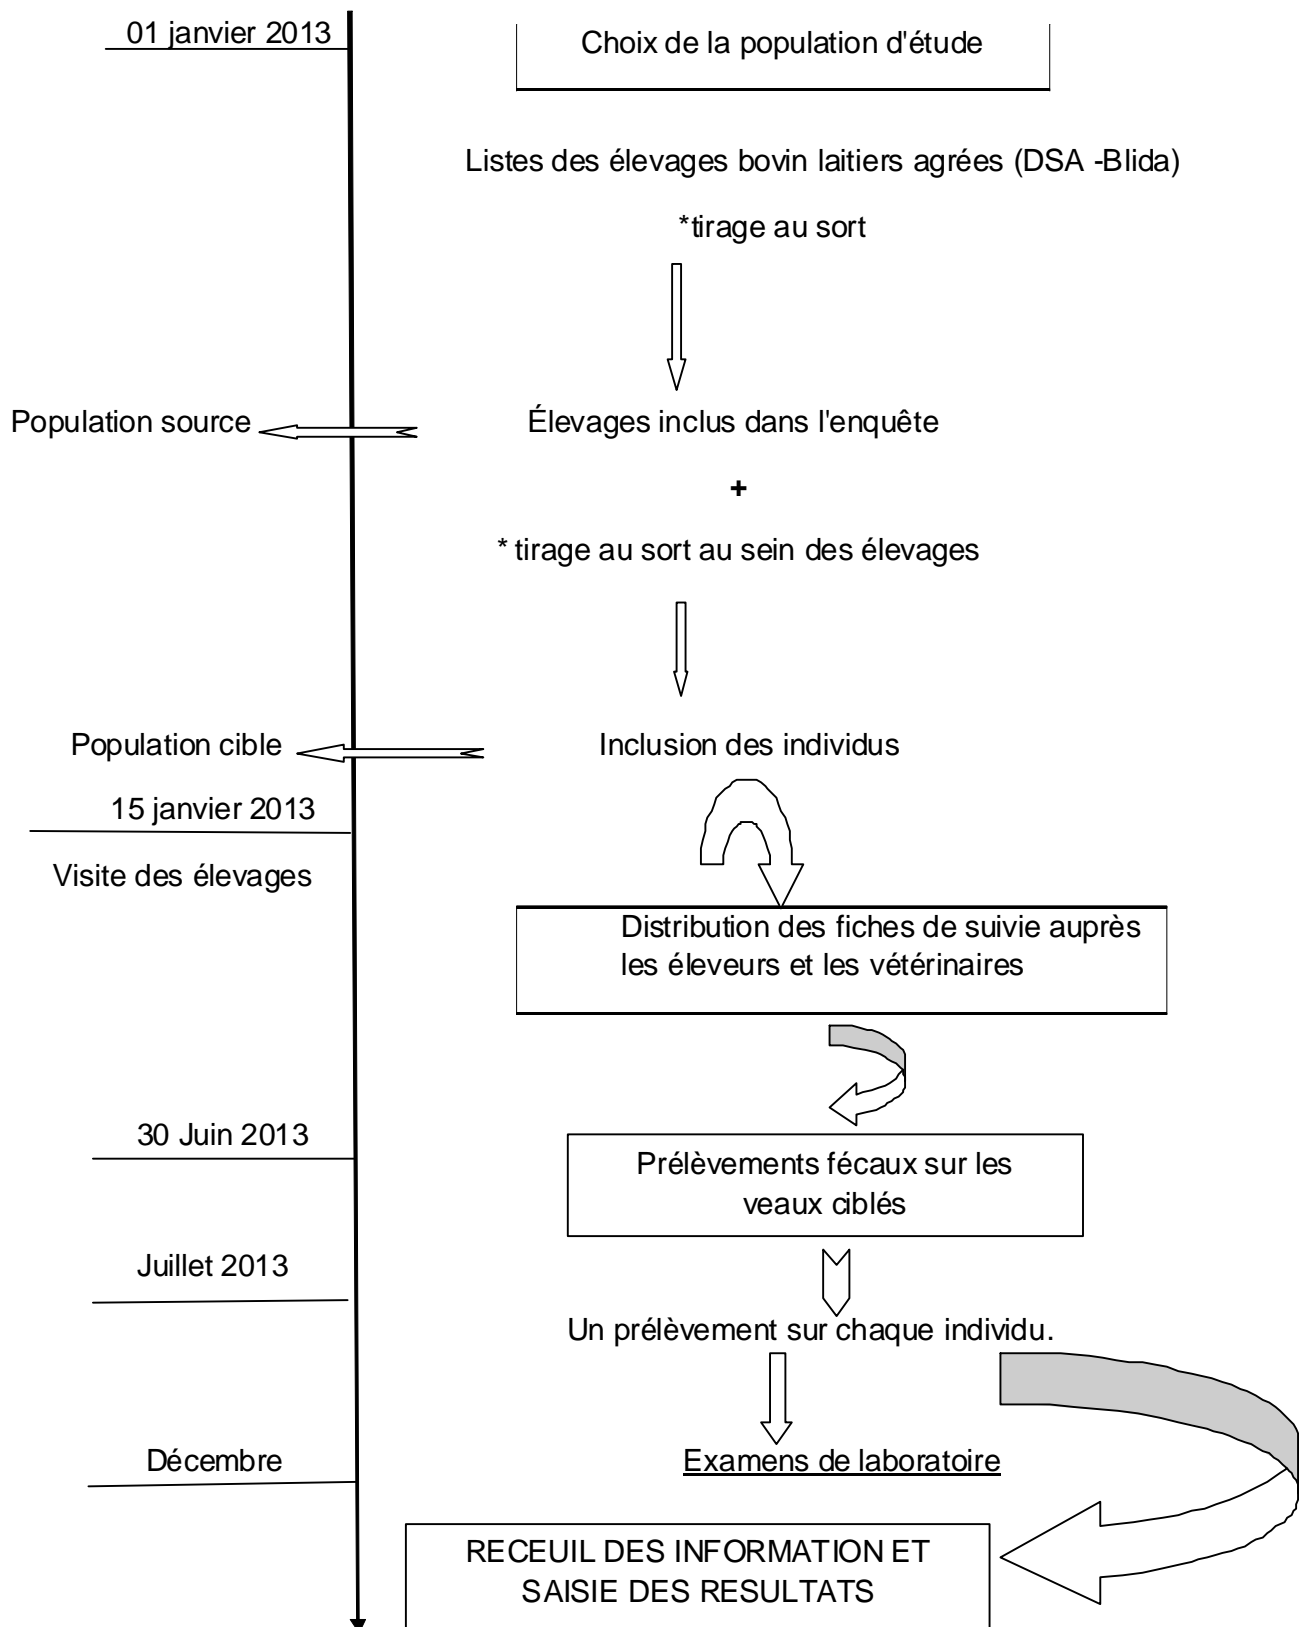 01 janvier 2013
Choix de la population d'étude
Listes des élevages bovin laitiers agrées (DSA -Blida)
*tirage au sort
Population source
Élevages inclus dans l'enquête
+
* tirage au sort au sein des élevages
Population cible
Inclusion des individus
15 janvier 2013
Visite des élevages
Distribution des fiches de suivie auprès
les éleveurs et les vétérinaires
30 Juin 2013
Prélèvements fécaux sur les
veaux ciblés
Juillet 2013
Un prélèvement sur chaque individu.
Décembre
Examens de laboratoire
RECEUIL DES INFORMATION ET
SAISIE DES RESULTATS